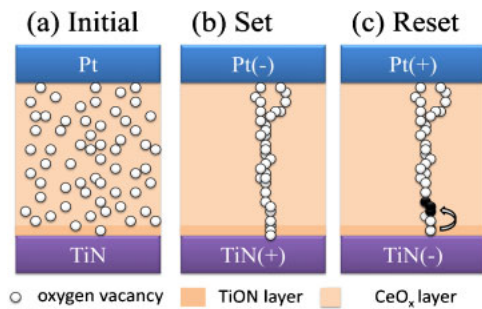 (a) Initial (b) Set (c) Reset
Pt Pt(-) Pt(+)
TiN TiN(+) TiN(-)
oxygen vacancy TiON layer CeOₓ layer